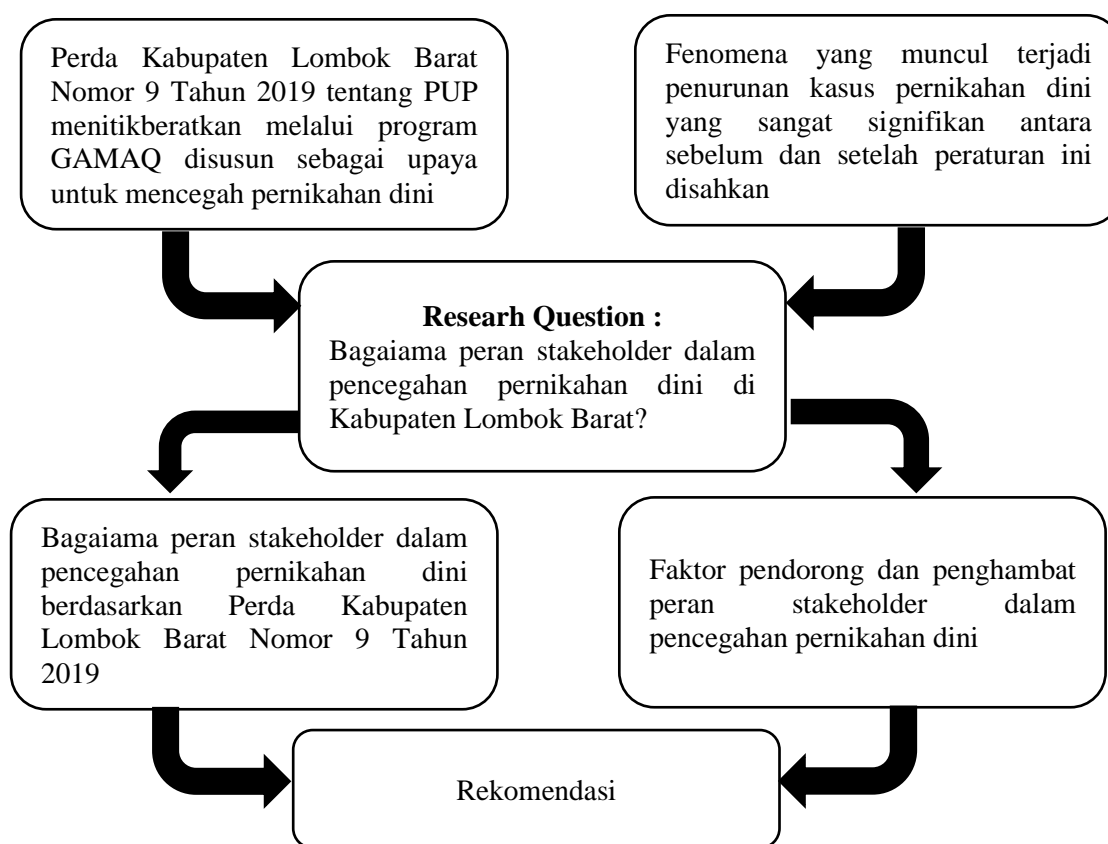 Perda Kabupaten Lombok Barat
Nomor 9 Tahun 2019 tentang PUP
menitikberatkan melalui program
GAMAQ disusun sebagai upaya
untuk mencegah pernikahan dini
Fenomena yang muncul terjadi
penurunan kasus pernikahan dini
yang sangat signifikan antara
sebelum dan setelah peraturan ini
disahkan
Researh Question :
Bagaiama peran stakeholder dalam
pencegahan pernikahan dini di
Kabupaten Lombok Barat?
Bagaiama peran stakeholder dalam
pencegahan pernikahan dini
berdasarkan Perda Kabupaten
Lombok Barat Nomor 9 Tahun
2019
Faktor pendorong dan penghambat
peran stakeholder dalam
pencegahan pernikahan dini
Rekomendasi